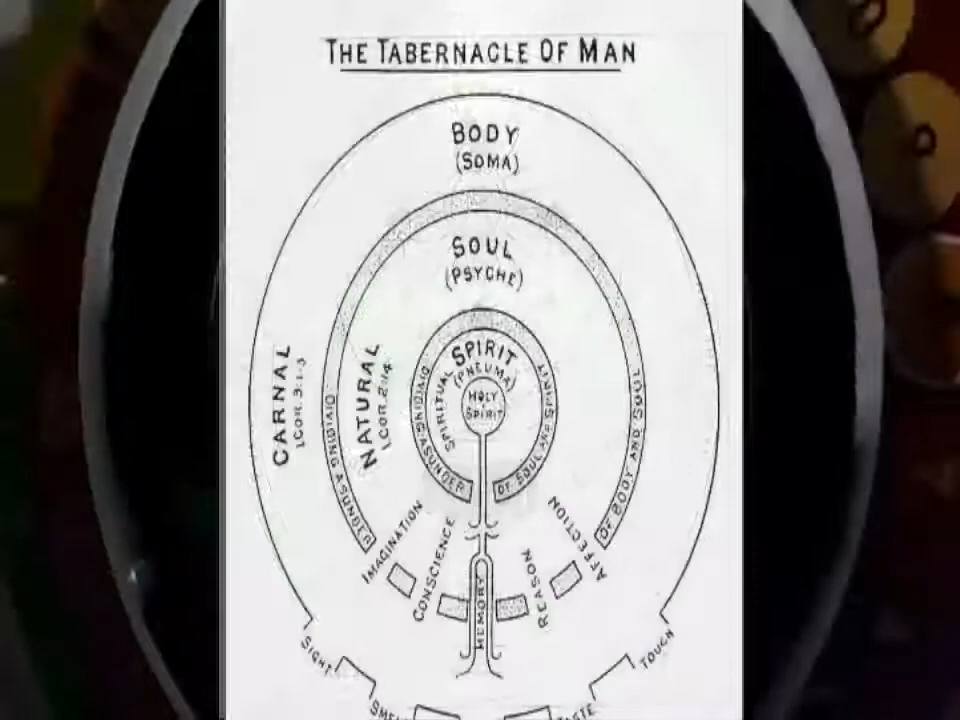 THE TABERNACLE OF MAN
BODY
(SOMA)
SOUL
(PSYCHE)
SPIRIT
(PNEUMA)
HOLY
SPIRIT
SPIRITUAL
CARNAL
1 COR. 3:1-3
NATURAL
1 COR. 2:14
DIVIDING ASUNDER
OF BODY AND SOUL
DIVIDING ASUNDER
OF SOUL AND SPIRIT
IMAGINATION
CONSCIENCE
MEMORY
REASON
AFFECTION
SIGHT
TOUCH